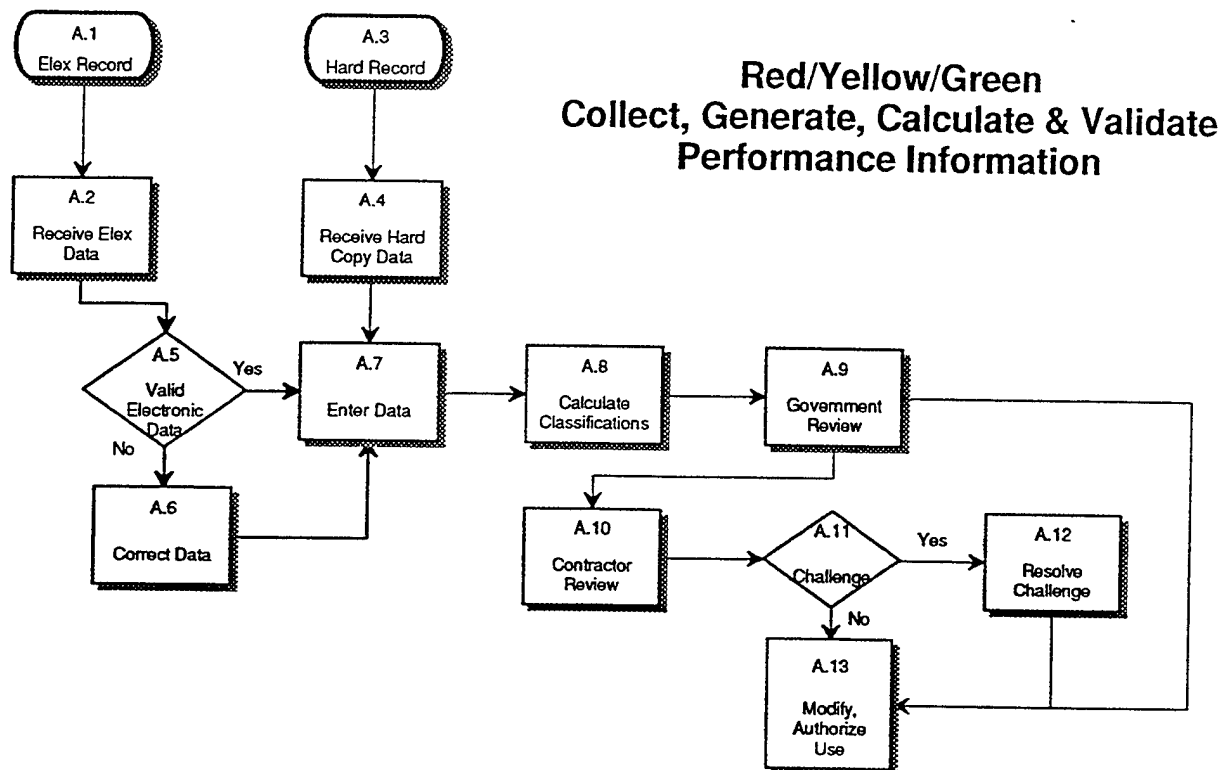 Red/Yellow/Green
Collect, Generate, Calculate & Validate
Performance Information
A.1
Elex Record
A.3
Hard Record
A.2
Receive Elex
Data
A.4
Receive Hard
Copy Data
A.5
Valid
Electronic
Data
Yes
No
A.6
Correct Data
A.7
Enter Data
A.8
Calculate
Classifications
A.9
Government
Review
A.10
Contractor
Review
A.11
Challenge
Yes
No
A.12
Resolve
Challenge
A.13
Modify,
Authorize
Use